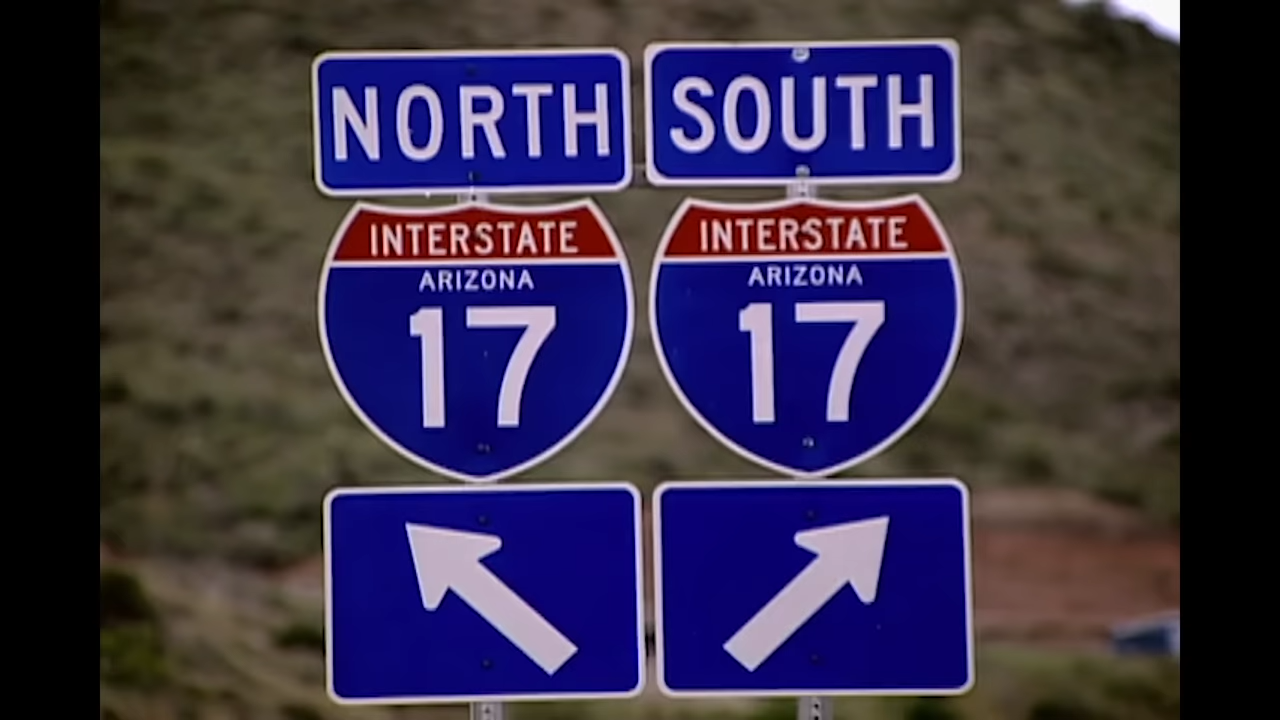 NORTH
SOUTH
INTERSTATE
ARIZONA
17
INTERSTATE
ARIZONA
17